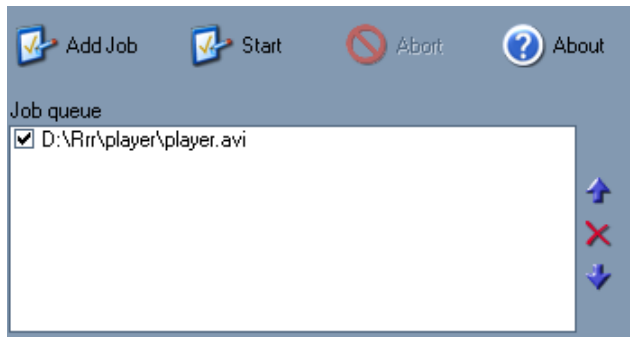 Add Job Start Abort About
Job queue
D:\Rrr\player\player.avi